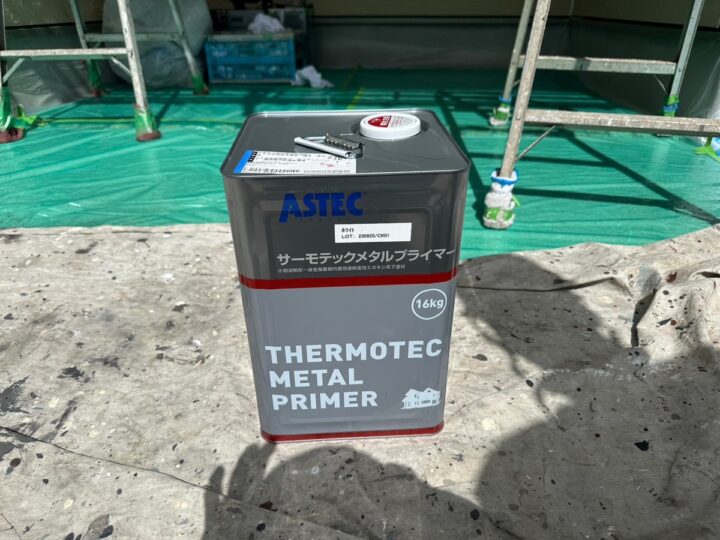 ASTEC
ホワイト
LOT: 230920/CK01
サーモテックメタルプライマー
16kg
THERMOTEC
METAL
PRIMER